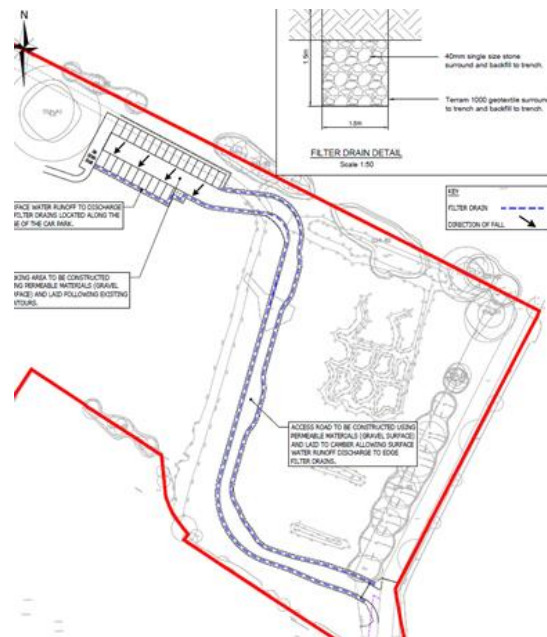 N
1.5m
40mm single size stone
surround and backfill to trench.
Terram 1000 geotextile surroun
to trench and backfill to trench.
1.0m
FILTER DRAIN DETAIL
Scale 1:50
KEY
FILTER DRAIN
DIRECTION OF FALL
FACE WATER RUNOFF TO DISCHARGE
FILTER DRAINS LOCATED ALONG THE
GE OF THE CAR PARK.
KING AREA TO BE CONSTRUCTED
NG PERMEABLE MATERIALS (GRAVEL
RFACE) AND LAID FOLLOWING EXISTING
NTOURS.
ACCESS ROAD TO BE CONSTRUCTED USING
PERMEABLE MATERIALS (GRAVEL SURFACE)
AND LAID TO CAMBER ALLOWING SURFACE
WATER RUNOFF DISCHARGE TO EDGE
FILTER DRAINS.